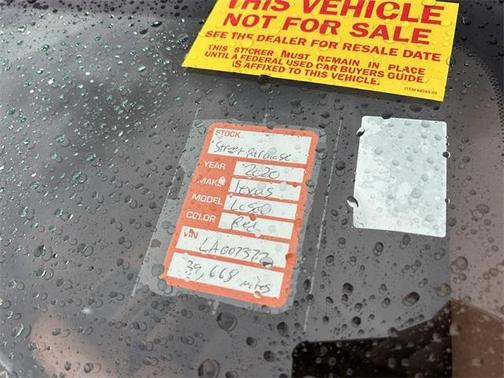 THIS VEHICLE
NOT FOR SALE
SEE THE DEALER FOR RESALE DATE
THIS STICKER MUST REMAIN IN PLACE
UNTIL A FEDERAL USED CAR BUYERS GUIDE
IS AFFIXED TO THIS VEHICLE.
STOCK
Street Purchase
YEAR 2020
MAKE Lexus
MODEL LC500
COLOR Red
VIN
LA007372
39,668 miles